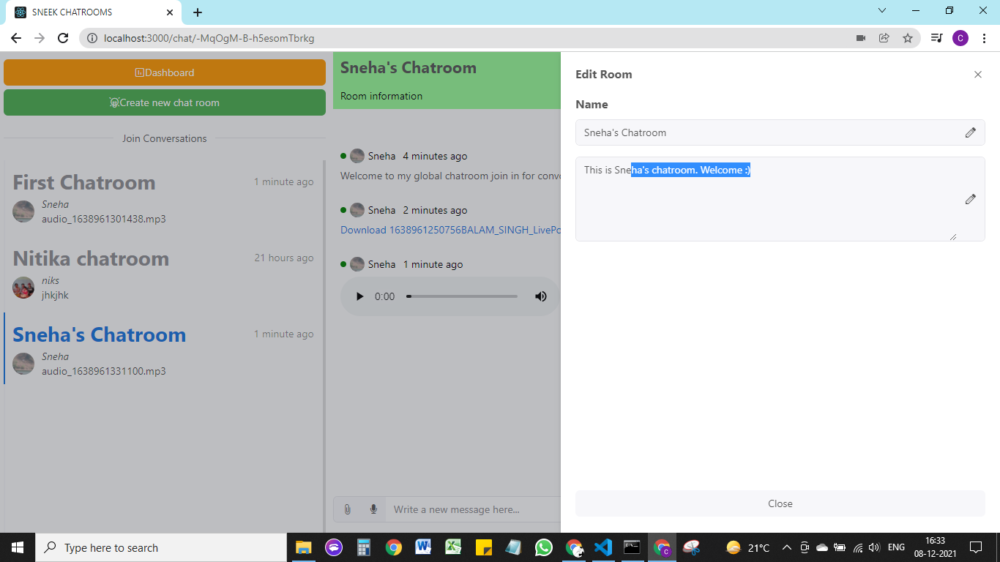 SNEEK CHATROOMS
localhost:3000/chat/-MqOgM-B-h5esomTbrkg
C
Dashboard
Create new chat room
Join Conversations
First Chatroom
1 minute ago
Sneha
audio_1638961301438.mp3
Nitika chatroom
21 hours ago
niks
jhkjhk
Sneha's Chatroom
1 minute ago
Sneha
audio_1638961331100.mp3
Sneha's Chatroom
Room information
Sneha 4 minutes ago
Welcome to my global chatroom join in for conv
Sneha 2 minutes ago
Download 1638961250756BALAM_SINGH_LivePo
Sneha 1 minute ago
0:00
Write a new message here...
Edit Room
Name
Sneha's Chatroom
This is Sneha's chatroom. Welcome :)
Close
Type here to search
21°C
ENG
16:33
08-12-2021